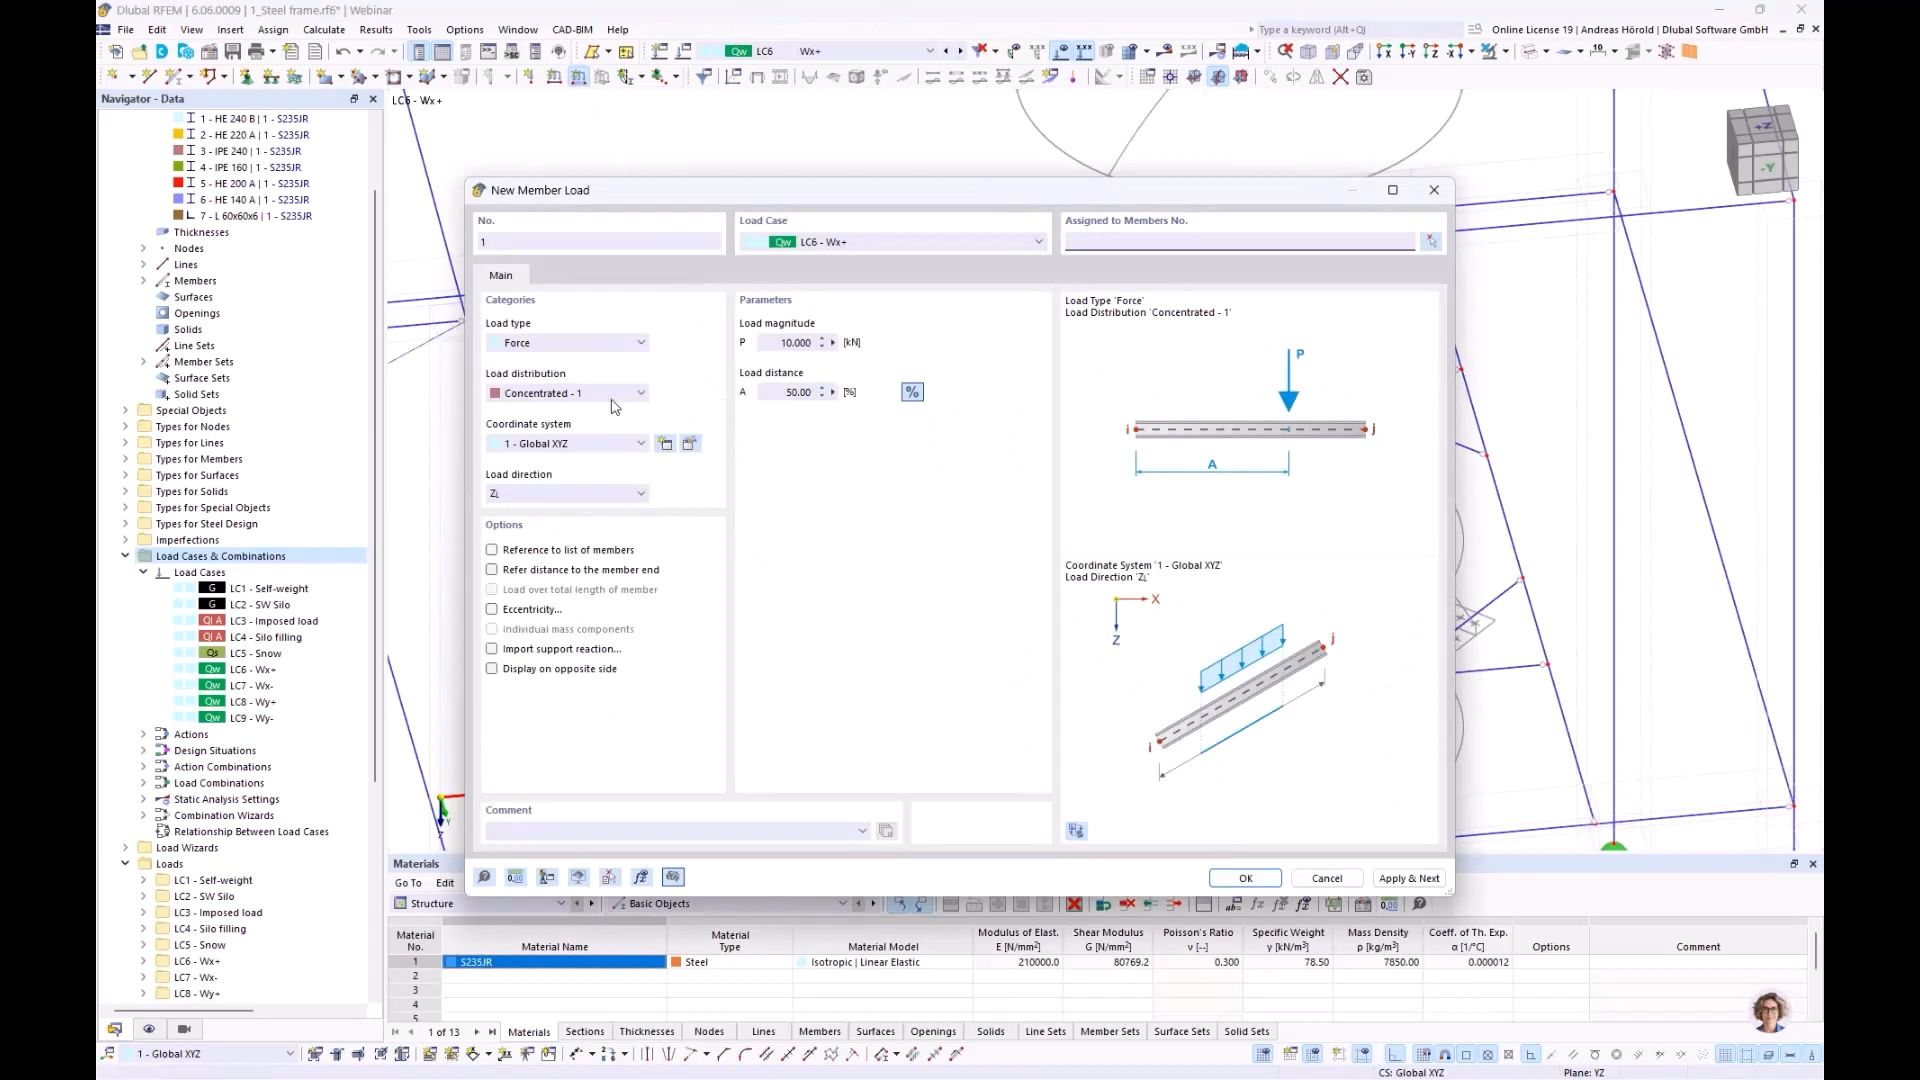 Dlubal RFEM | 6.06.0009 | 1_Steel frame.rf6* | Webinar
File Edit View Insert Assign Calculate Results Tools Options Window CAD-BIM Help
Type a keyword (Alt+Q)
Online License 19 | Andreas Hörold | Dlubal Software GmbH
Qw LC6 Wx+
Navigator - Data
1 - HE 240 B | 1 - S235JR
2 - HE 220 A | 1 - S235JR
3 - IPE 240 | 1 - S235JR
4 - IPE 160 | 1 - S235JR
5 - HE 200 A | 1 - S235JR
6 - HE 140 A | 1 - S235JR
7 - L 60x60x6 | 1 - S235JR
Thicknesses
Nodes
Lines
Members
Surfaces
Openings
Solids
Line Sets
Member Sets
Surface Sets
Solid Sets
Special Objects
Types for Nodes
Types for Lines
Types for Members
Types for Surfaces
Types for Solids
Types for Special Objects
Types for Steel Design
Imperfections
Load Cases & Combinations
Load Cases
G LC1 - Self-weight
G LC2 - SW Silo
QI A LC3 - Imposed load
QI A LC4 - Silo filling
Qs LC5 - Snow
Qw LC6 - Wx+
Qw LC7 - Wx-
Qw LC8 - Wy+
Qw LC9 - Wy-
Actions
Design Situations
Action Combinations
Load Combinations
Static Analysis Settings
Combination Wizards
Relationship Between Load Cases
Load Wizards
Loads
LC1 - Self-weight
LC2 - SW Silo
LC3 - Imposed load
LC4 - Silo filling
LC5 - Snow
LC6 - Wx+
LC7 - Wx-
LC8 - Wy+
1 - Global XYZ
LC6 - Wx+
+Z
-Y
New Member Load
No.
1
Load Case
Qw LC6 - Wx+
Assigned to Members No.
Main
Categories
Load type
Force
Load distribution
Concentrated - 1
Coordinate system
1 - Global XYZ
Load direction
ZL
Options
Reference to list of members
Refer distance to the member end
Load over total length of member
Eccentricity...
Individual mass components
Import support reaction...
Display on opposite side
Parameters
Load magnitude
P 10.000 [kN]
Load distance
A 50.00 [%] %
Load Type 'Force'
Load Distribution 'Concentrated - 1'
P
i j
A
Coordinate System '1 - Global XYZ'
Load Direction 'ZL'
X
Z
j
i
Comment
OK Cancel Apply & Next
Materials
Go To Edit
Structure Basic Objects
Material No. Material Name Material Type Material Model Modulus of Elast. E [N/mm²] Shear Modulus G [N/mm²] Poisson's Ratio ν [--] Specific Weight γ [kN/m³] Mass Density ρ [kg/m³] Coeff. of Th. Exp. α [1/°C] Options Comment
1 S235JR Steel Isotropic | Linear Elastic 210000.0 80769.2 0.300 78.50 7850.00 0.000012
2
3
4
5
1 of 13 Materials Sections Thicknesses Nodes Lines Members Surfaces Openings Solids Line Sets Member Sets Surface Sets Solid Sets
CS: Global XYZ Plane: YZ